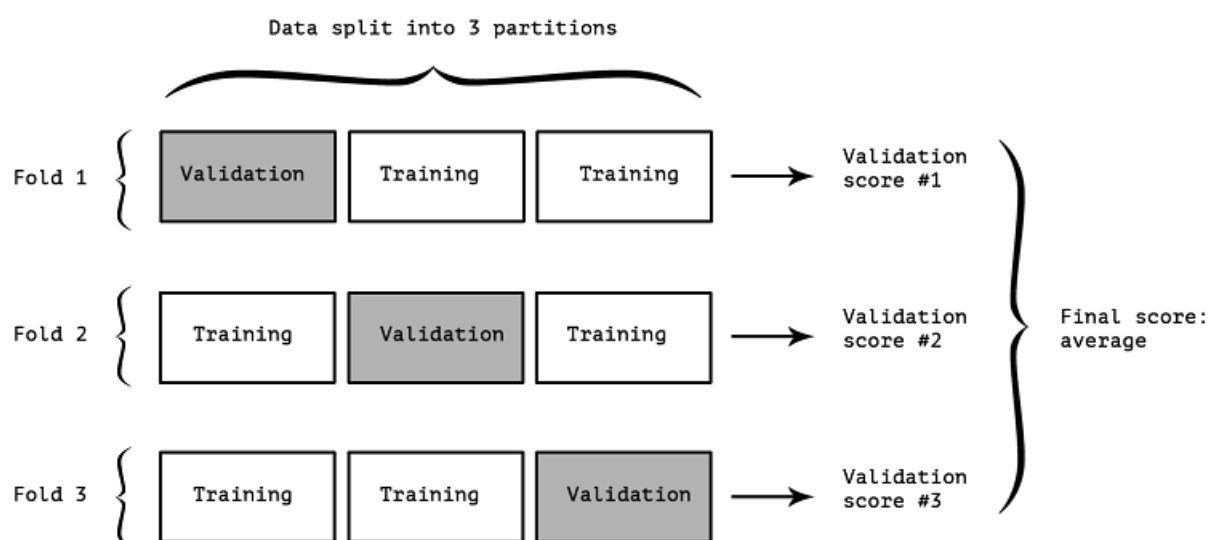 Data split into 3 partitions
Fold 1
Validation
Training
Training
Validation
score #1
Fold 2
Training
Validation
Training
Validation
score #2
Final score:
average
Fold 3
Training
Training
Validation
Validation
score #3